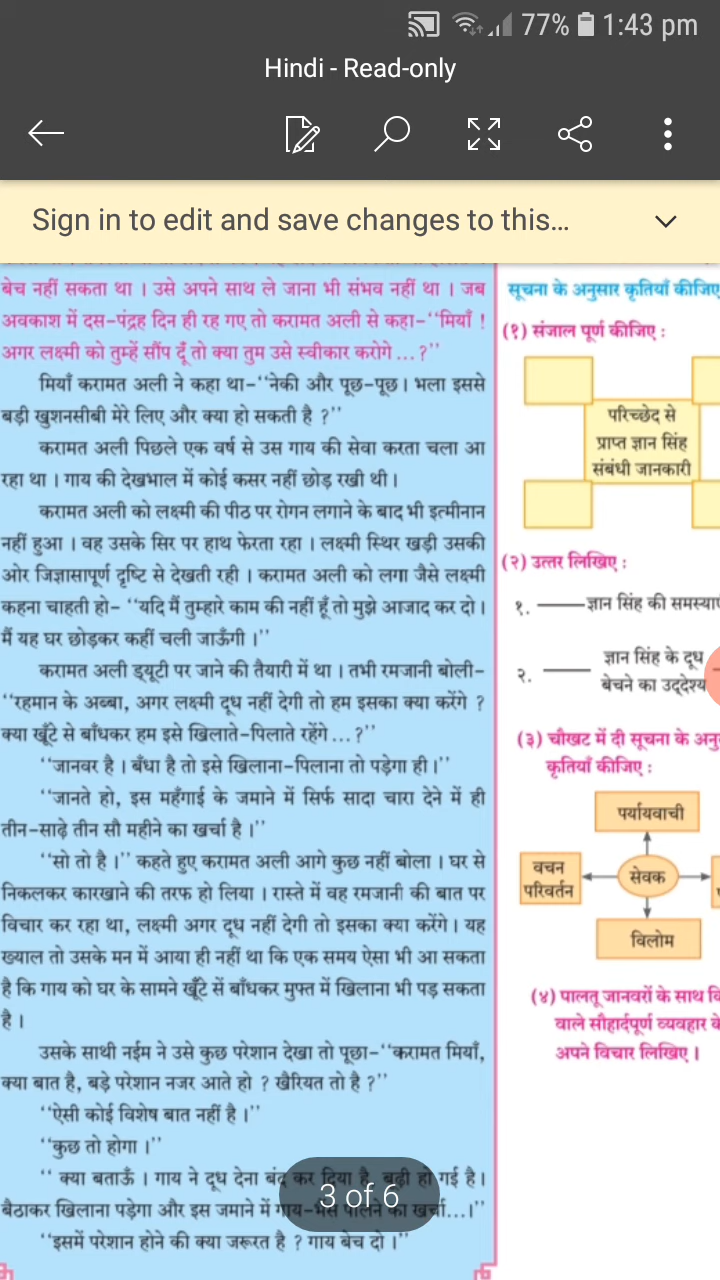 77% 1:43 pm
Hindi - Read-only
Sign in to edit and save changes to this...
बेच नहीं सकता था । उसे अपने साथ ले जाना भी संभव नहीं था । जब
अवकाश में दस-पंद्रह दिन ही रह गए तो करामत अली से कहा-‘‘मियाँ !
अगर लक्ष्मी को तुम्हें सौंप दूँ तो क्या तुम उसे स्वीकार करोगे ...?’’
मियाँ करामत अली ने कहा था-‘‘नेकी और पूछ-पूछ। भला इससे
बड़ी खुशनसीबी मेरे लिए और क्या हो सकती है ?’’
करामत अली पिछले एक वर्ष से उस गाय की सेवा करता चला आ
रहा था । गाय की देखभाल में कोई कसर नहीं छोड़ रखी थी।
करामत अली को लक्ष्मी की पीठ पर रोगन लगाने के बाद भी इत्मीनान
नहीं हुआ । वह उसके सिर पर हाथ फेरता रहा । लक्ष्मी स्थिर खड़ी उसकी
ओर जिज्ञासापूर्ण दृष्टि से देखती रही । करामत अली को लगा जैसे लक्ष्मी
कहना चाहती हो- ‘‘यदि मैं तुम्हारे काम की नहीं हूँ तो मुझे आजाद कर दो ।
मैं यह घर छोड़कर कहीं चली जाऊँगी ।’’
करामत अली ड्यूटी पर जाने की तैयारी में था । तभी रमजानी बोली-
‘‘रहमान के अब्बा, अगर लक्ष्मी दूध नहीं देगी तो हम इसका क्या करेंगे ?
क्या खूँटे से बाँधकर हम इसे खिलाते-पिलाते रहेंगे ...?’’
‘‘जानवर है । बँधा है तो इसे खिलाना-पिलाना तो पड़ेगा ही।’’
‘‘जानते हो, इस महँगाई के जमाने में सिर्फ सादा चारा देने में ही
तीन-साढ़े तीन सौ महीने का खर्चा है ।’’
‘‘सो तो है ।’’ कहते हुए करामत अली आगे कुछ नहीं बोला । घर से
निकलकर कारखाने की तरफ हो लिया । रास्ते में वह रमजानी की बात पर
विचार कर रहा था, लक्ष्मी अगर दूध नहीं देगी तो इसका क्या करेंगे । यह
ख्याल तो उसके मन में आया ही नहीं था कि एक समय ऐसा भी आ सकता
है कि गाय को घर के सामने खूँटे सें बाँधकर मुफ्त में खिलाना भी पड़ सकता
है ।
उसके साथी नईम ने उसे कुछ परेशान देखा तो पूछा-‘‘करामत मियाँ,
क्या बात है, बड़े परेशान नजर आते हो ? खैरियत तो है ?’’
‘‘ऐसी कोई विशेष बात नहीं है ।’’
‘‘कुछ तो होगा ।’’
‘‘ क्या बताऊँ । गाय ने दूध देना बंद कर दिया है, बूढ़ी हो गई है।
बैठाकर खिलाना पड़ेगा और इस जमाने में गाय-भैंस पालने का खर्चा...।’’
‘‘इसमें परेशान होने की क्या जरूरत है ? गाय बेच दो ।’’
3 of 6
सूचना के अनुसार कृतियाँ कीजिए
(१) संजाल पूर्ण कीजिए :
परिच्छेद से
प्राप्त ज्ञान सिंह
संबंधी जानकारी
(२) उत्तर लिखिए :
१. ज्ञान सिंह की
२. ज्ञान सिंह के दूध
बेचने का उद्देश्य
(३) चौखट में दी सूचना के
कृतियाँ कीजिए :
पर्यायवाची
वचन
परिवर्तन
सेवक
विलोम
(४) पालतू जानवरों के साथ
वाले सौहार्दपूर्ण व्यवहार
अपने विचार लिखिए ।